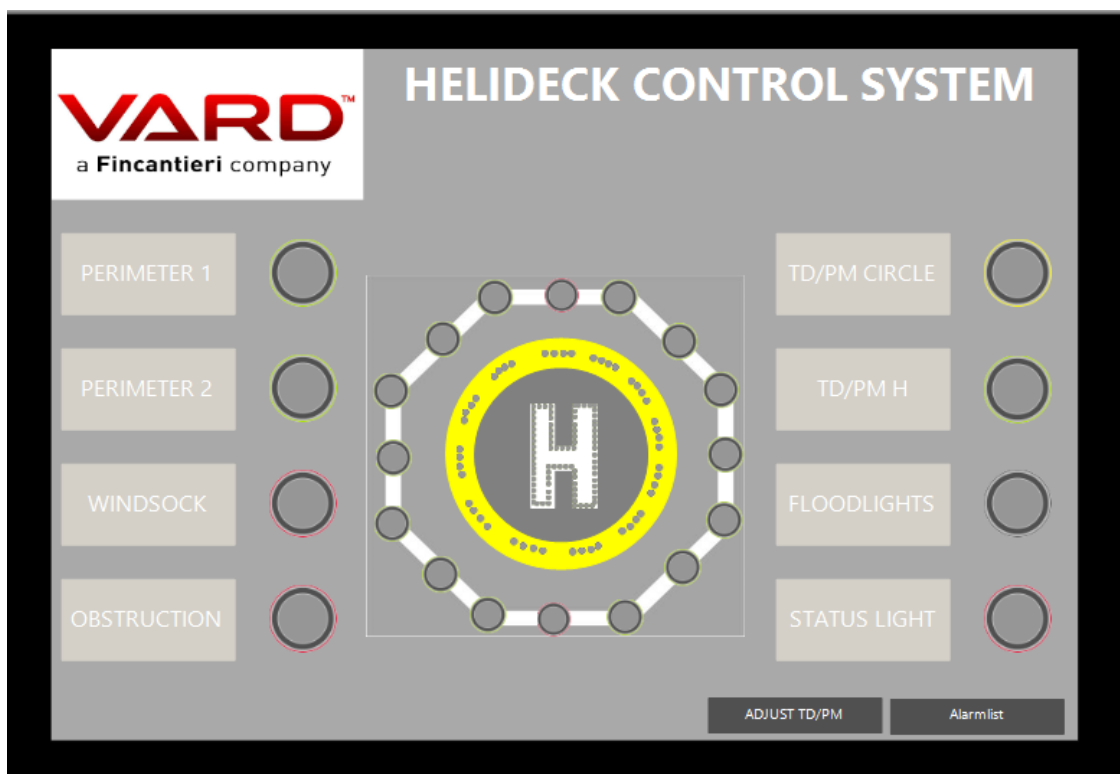 VARD™
a Fincantieri company
HELIDECK CONTROL SYSTEM
PERIMETER 1
PERIMETER 2
WINDSOCK
OBSTRUCTION
H
TD/PM CIRCLE
TD/PM H
FLOODLIGHTS
STATUS LIGHT
ADJUST TD/PM
Alarmlist